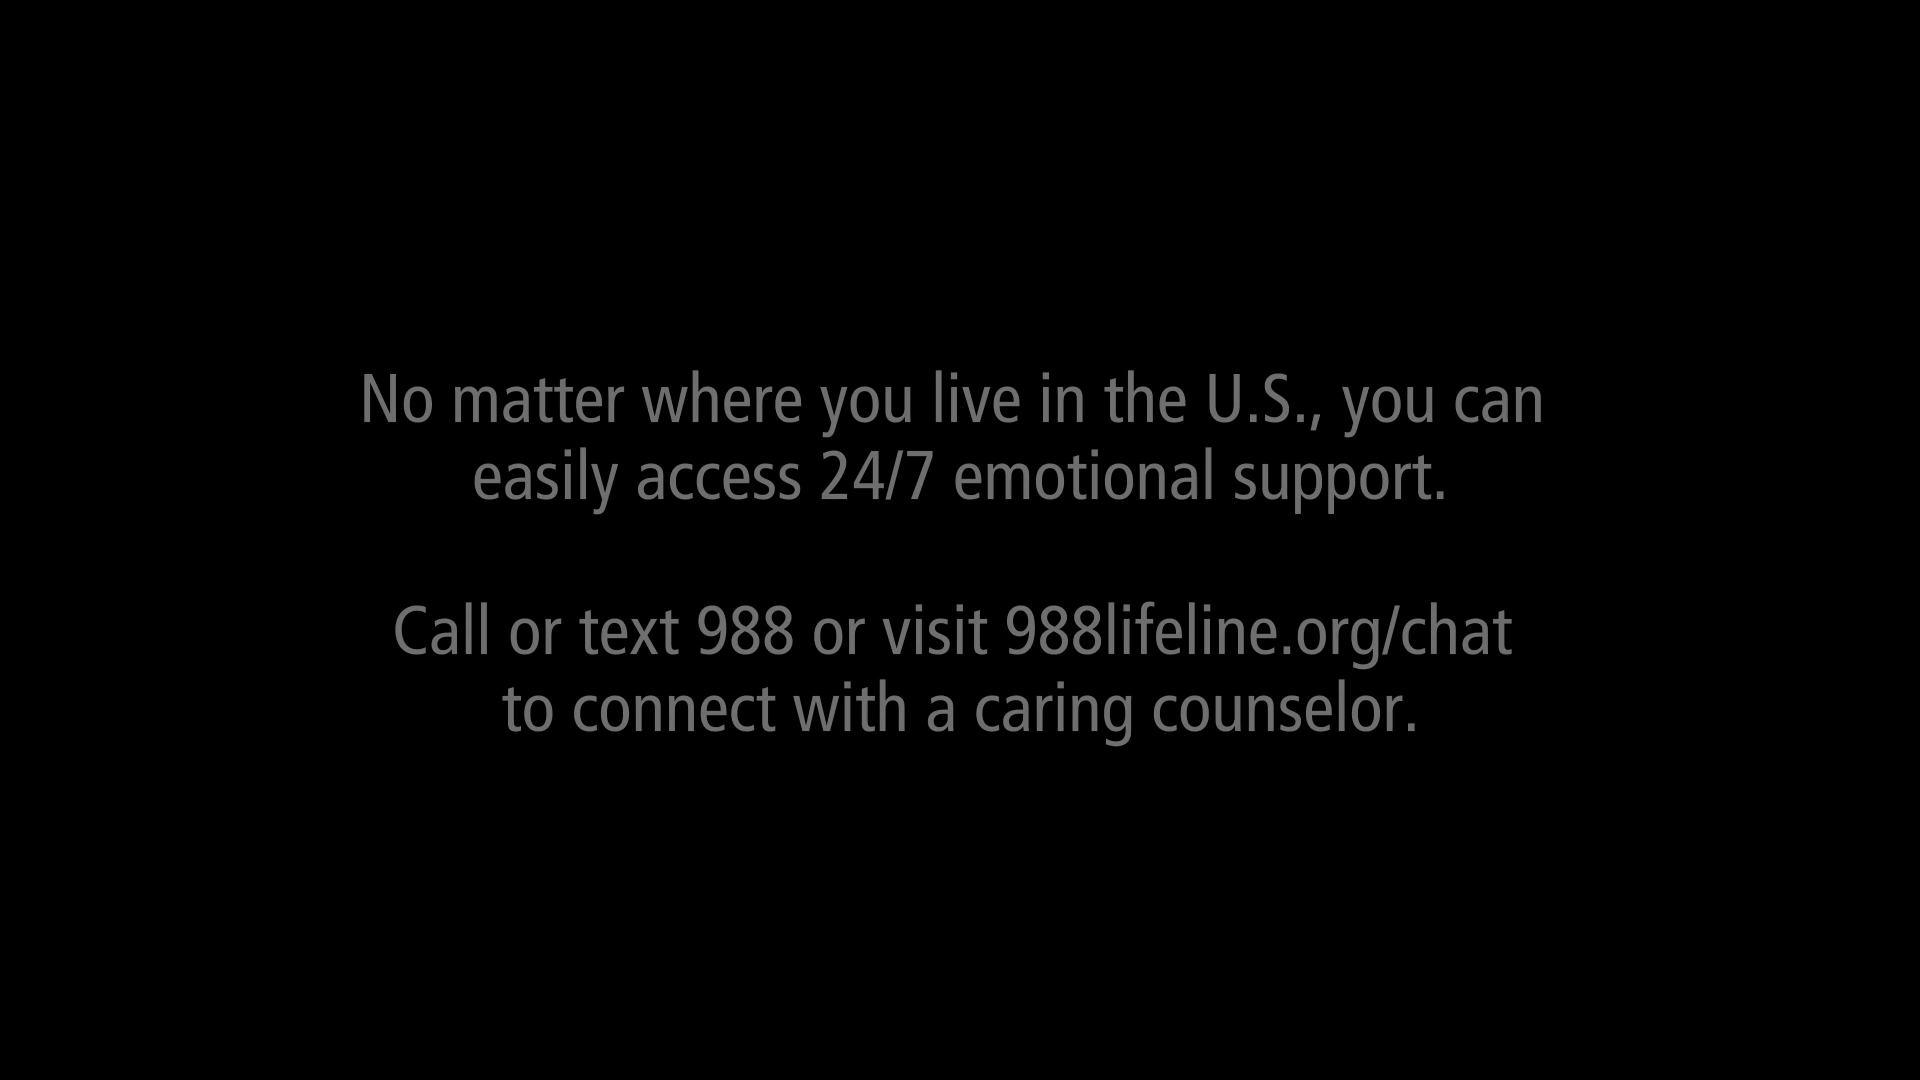 No matter where you live in the U.S., you can
easily access 24/7 emotional support.
Call or text 988 or visit 988lifeline.org/chat
to connect with a caring counselor.